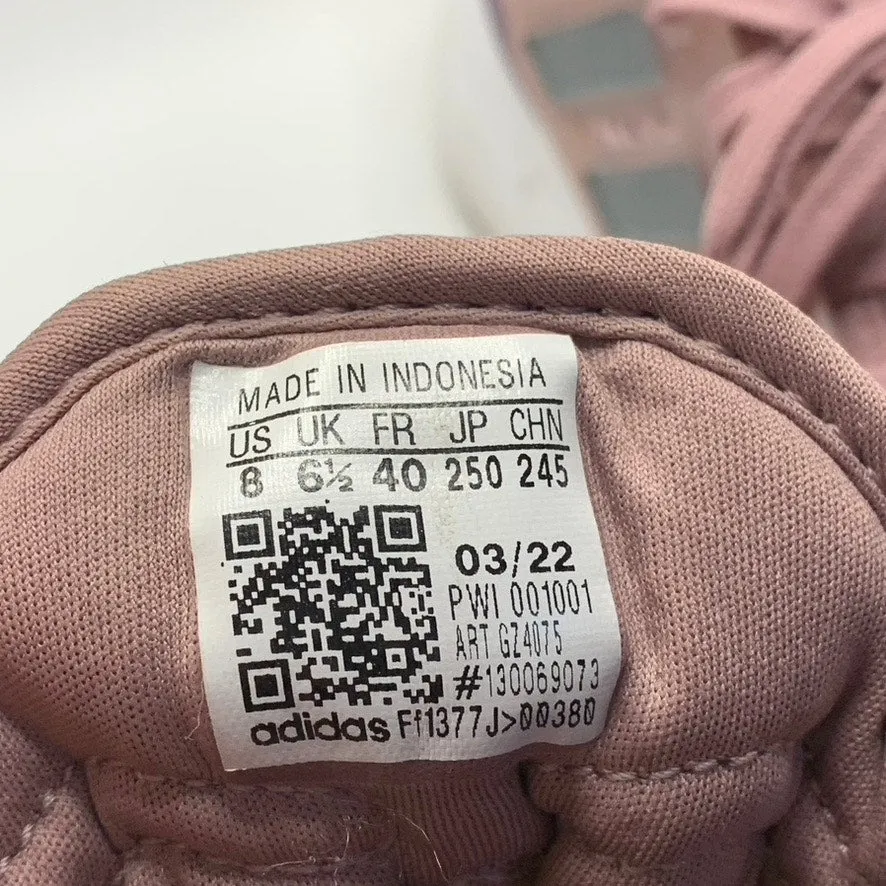 MADE IN INDONESIA
US UK FR JP CHN
8 6½ 40 250 245
03/22
PWI 001001
ART GZ4075
#130069073
adidas Ff1377J>00380